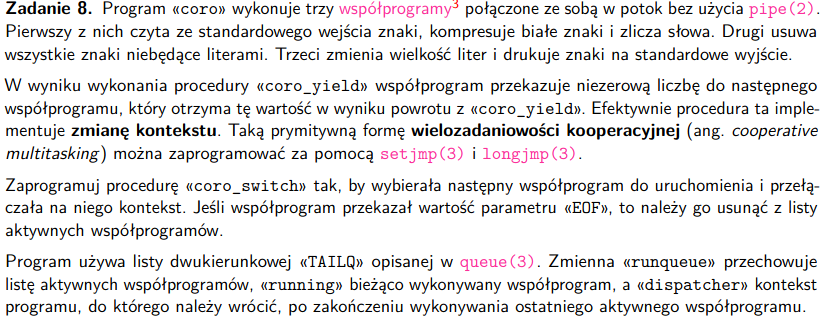 Zadanie 8. Program «coro» wykonuje trzy współprogramy³ połączone ze sobą w potok bez użycia pipe(2).
Pierwszy z nich czyta ze standardowego wejścia znaki, kompresuje białe znaki i zlicza słowa. Drugi usuwa
wszystkie znaki niebędące literami. Trzeci zmienia wielkość liter i drukuje znaki na standardowe wyjście.
W wyniku wykonania procedury «coro_yield» współprogram przekazuje niezerową liczbę do następnego
współprogramu, który otrzyma tę wartość w wyniku powrotu z «coro_yield». Efektywnie procedura ta imple-
mentuje zmianę kontekstu. Taką prymitywną formę wielozadaniowości kooperacyjnej (ang. cooperative
multitasking) można zaprogramować za pomocą setjmp(3) i longjmp(3).
Zaprogramuj procedurę «coro_switch» tak, by wybierała następny współprogram do uruchomienia i przełą-
czała na niego kontekst. Jeśli współprogram przekazał wartość parametru «EOF», to należy go usunąć z listy
aktywnych współprogramów.
Program używa listy dwukierunkowej «TAILQ» opisanej w queue(3). Zmienna «runqueue» przechowuje
listę aktywnych współprogramów, «running» bieżąco wykonywany współprogram, a «dispatcher» kontekst
programu, do którego należy wrócić, po zakończeniu wykonywania ostatniego aktywnego współprogramu.